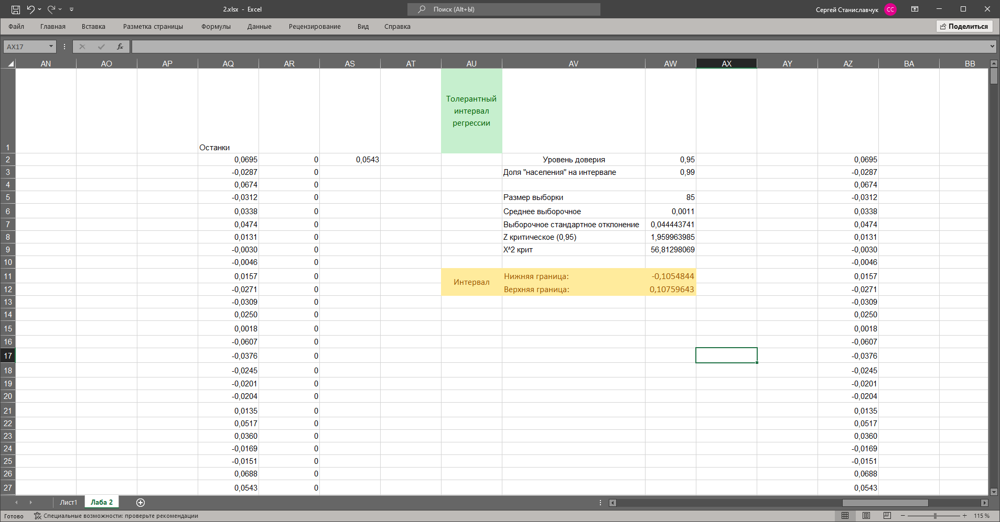 2.xlsx - Excel
Поиск (Alt+Ы)
Сергей Станиславчук
СС
Файл Главная Вставка Разметка страницы Формулы Данные Рецензирование Вид Справка
Поделиться
AX17
fx
AN AO AP AQ AR AS AT AU AV AW AX AY AZ BA BB
Толерантный
интервал
регрессии
1 Останки
2 0,0695 0 0,0543 Уровень доверия 0,95 0,0695
3 -0,0287 0 Доля "населения" на интервале 0,99 -0,0287
4 0,0674 0 0,0674
5 -0,0312 0 Размер выборки 85 -0,0312
6 0,0338 0 Среднее выборочное 0,0011 0,0338
7 0,0474 0 Выборочное стандартное отклонение 0,044443741 0,0474
8 0,0131 0 Z критическое (0,95) 1,959963985 0,0131
9 -0,0030 0 X^2 крит 56,81298069 -0,0030
10 -0,0046 0 -0,0046
11 0,0157 0 Интервал Нижняя граница: -0,1054844 0,0157
12 -0,0271 0 Верхняя граница: 0,10759643 -0,0271
13 -0,0309 0 -0,0309
14 0,0250 0 0,0250
15 0,0018 0 0,0018
16 -0,0607 0 -0,0607
17 -0,0376 0 -0,0376
18 -0,0245 0 -0,0245
19 -0,0201 0 -0,0201
20 -0,0204 0 -0,0204
21 0,0135 0 0,0135
22 0,0517 0 0,0517
23 0,0360 0 0,0360
24 -0,0169 0 -0,0169
25 -0,0151 0 -0,0151
26 0,0688 0 0,0688
27 0,0543 0 0,0543
Лист1 Лаба 2
Готово Специальные возможности: проверьте рекомендации 115 %